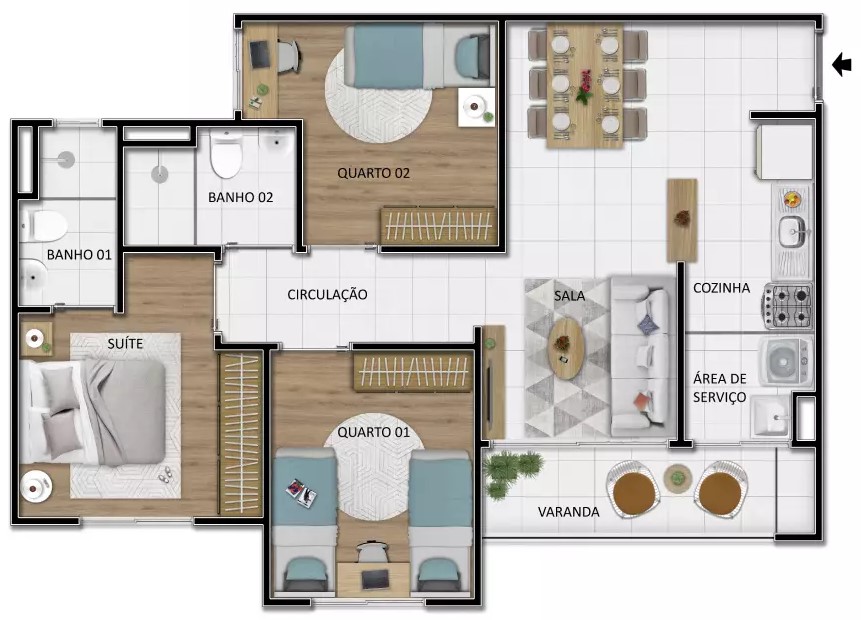 QUARTO 02
BANHO 02
BANHO 01
CIRCULAÇÃO
SALA
COZINHA
SUÍTE
ÁREA DE
SERVIÇO
QUARTO 01
VARANDA